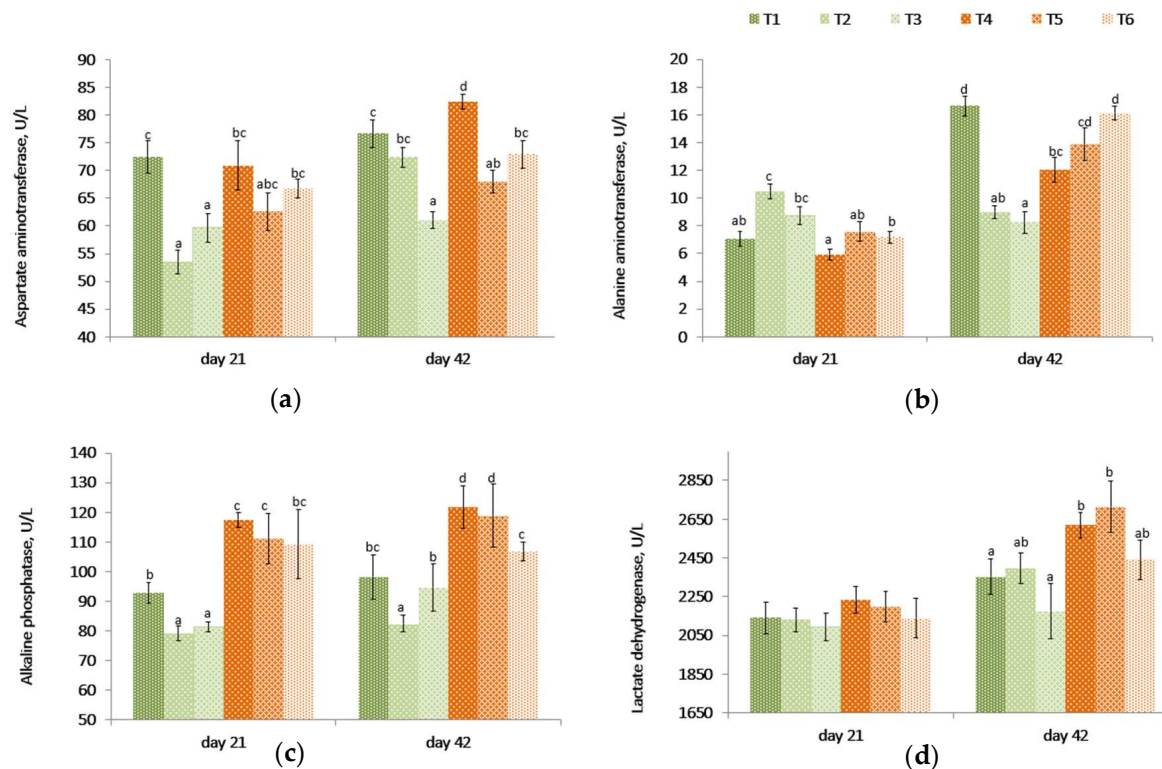 T1 T2 T3 T4 T5 T6
Aspartate aminotransferase, U/L
90
85
80
75
70
65
60
55
50
45
40
c a a bc abc bc
c bc a d ab bc
day 21 day 42
(a)
Alanine aminotransferase, U/L
20
18
16
14
12
10
8
6
4
2
0
ab c bc a ab b
d ab a bc cd d
day 21 day 42
(b)
Alkaline phosphatase, U/L
140
130
120
110
100
90
80
70
60
50
b a a c c bc
bc a b d d c
day 21 day 42
(c)
Lactate dehydrogenase, U/L
2850
2650
2450
2250
2050
1850
1650
a ab a b b ab
day 21 day 42
(d)